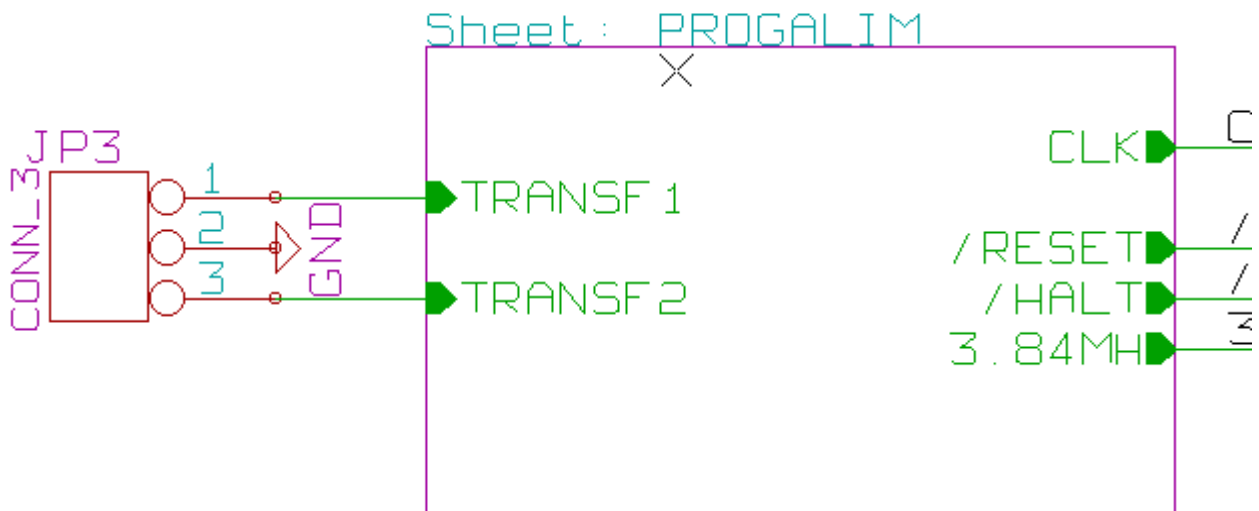 Sheet: PROGALIM
JP3
CONN_3
1
2
3
GND
TRANSF1
TRANSF2
CLK
/RESET
/HALT
3.84MH